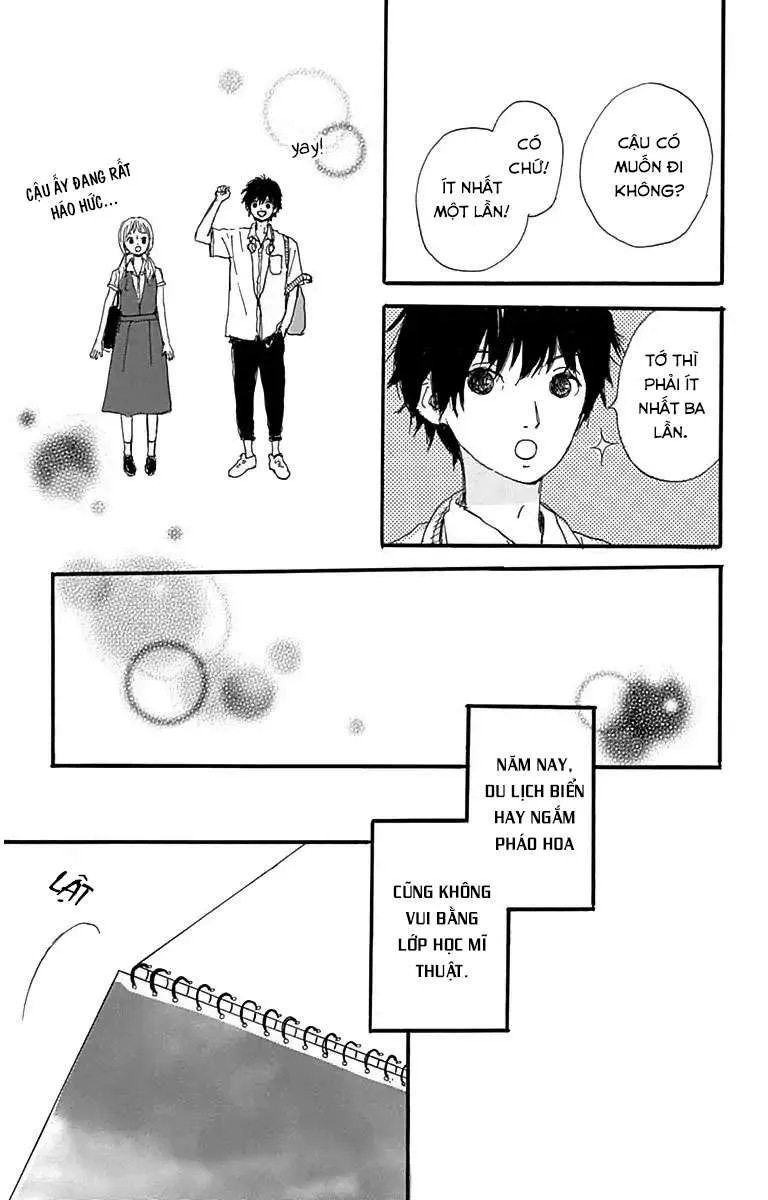 CẬU CÓ
MUỐN ĐI
KHÔNG?
CÓ
CHỨ!
ÍT NHẤT
MỘT LẦN!
TỚ THÌ
PHẢI ÍT
NHẤT BA
LẦN.
yay!
CẬU ẤY ĐANG RẤT
HÁO HỨC...
NĂM NAY,
DU LỊCH BIỂN
HAY NGẮM
PHÁO HOA
CŨNG KHÔNG
VUI BẰNG
LỚP HỌC MĨ
THUẬT.
LẬT